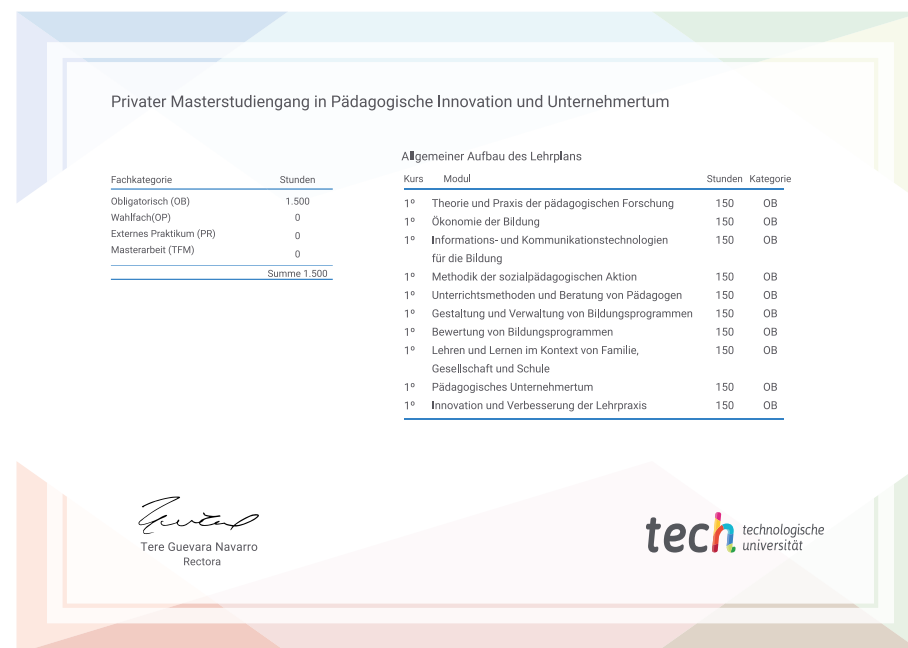 Privater Masterstudiengang in Pädagogische Innovation und Unternehmertum
Fachkategorie Stunden
Obligatorisch (OB) 1.500
Wahlfach(OP) 0
Externes Praktikum (PR) 0
Masterarbeit (TFM) 0
Summe 1.500
Allgemeiner Aufbau des Lehrplans
Kurs Modul Stunden Kategorie
1º Theorie und Praxis der pädagogischen Forschung 150 OB
1º Ökonomie der Bildung 150 OB
1º Informations- und Kommunikationstechnologien 150 OB
für die Bildung
1º Methodik der sozialpädagogischen Aktion 150 OB
1º Unterrichtsmethoden und Beratung von Pädagogen 150 OB
1º Gestaltung und Verwaltung von Bildungsprogrammen 150 OB
1º Bewertung von Bildungsprogrammen 150 OB
1º Lehren und Lernen im Kontext von Familie, 150 OB
Gesellschaft und Schule
1º Pädagogisches Unternehmertum 150 OB
1º Innovation und Verbesserung der Lehrpraxis 150 OB
Tere Guevara Navarro
Rectora
tech technologische
universität